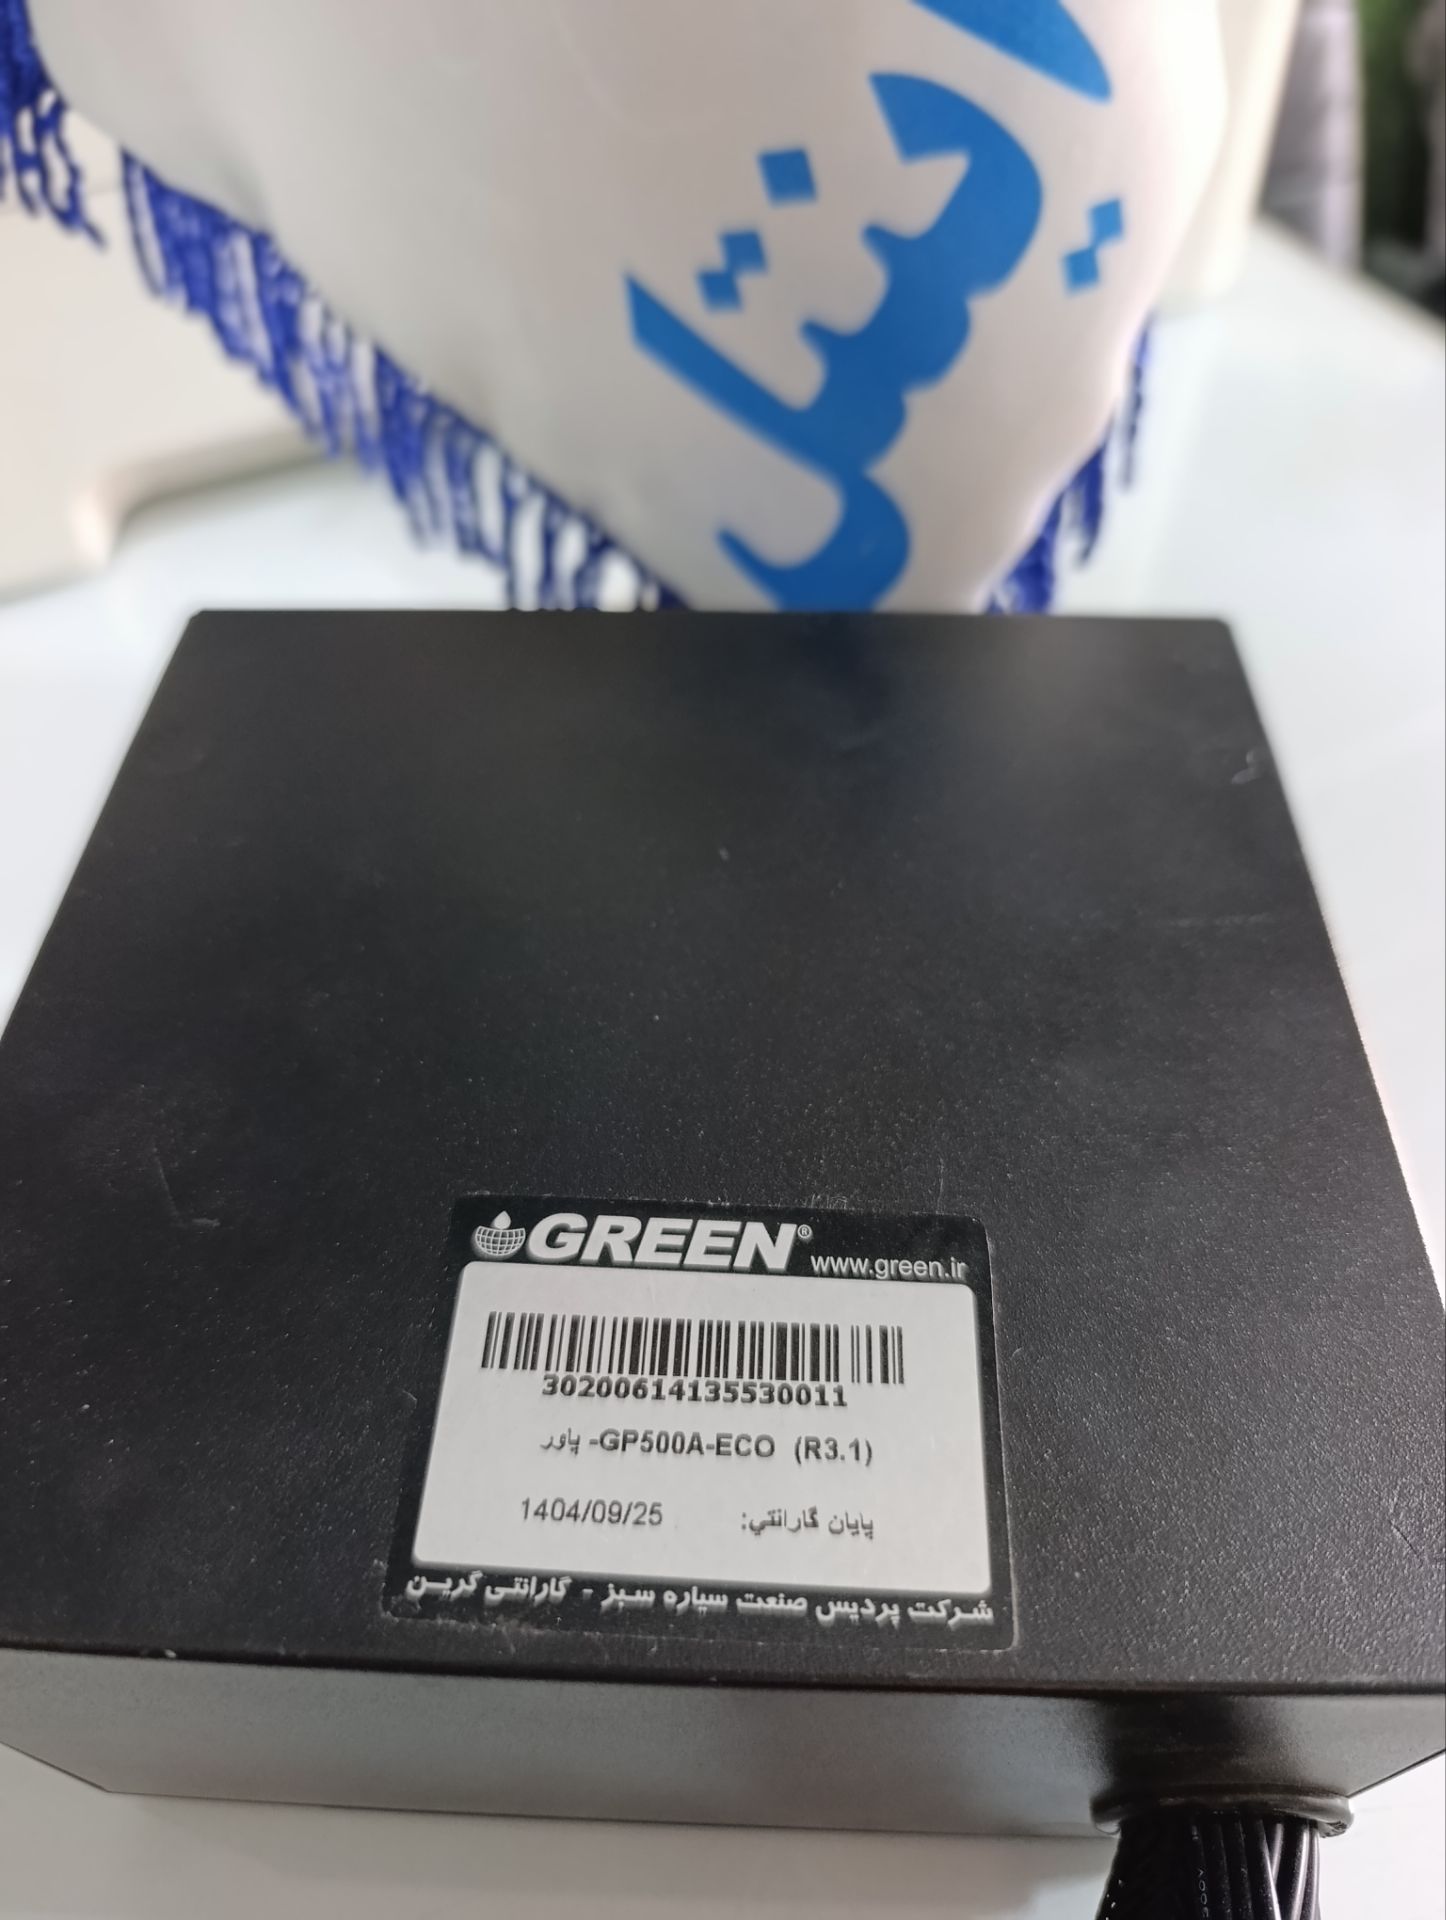 GREEN® www.green.ir
30200614135530011
پاور -GP500A-ECO (R3.1)
پایان گارانتي: 1404/09/25
شرکت پردیس صنعت سیاره سبز - گارانتی گرین